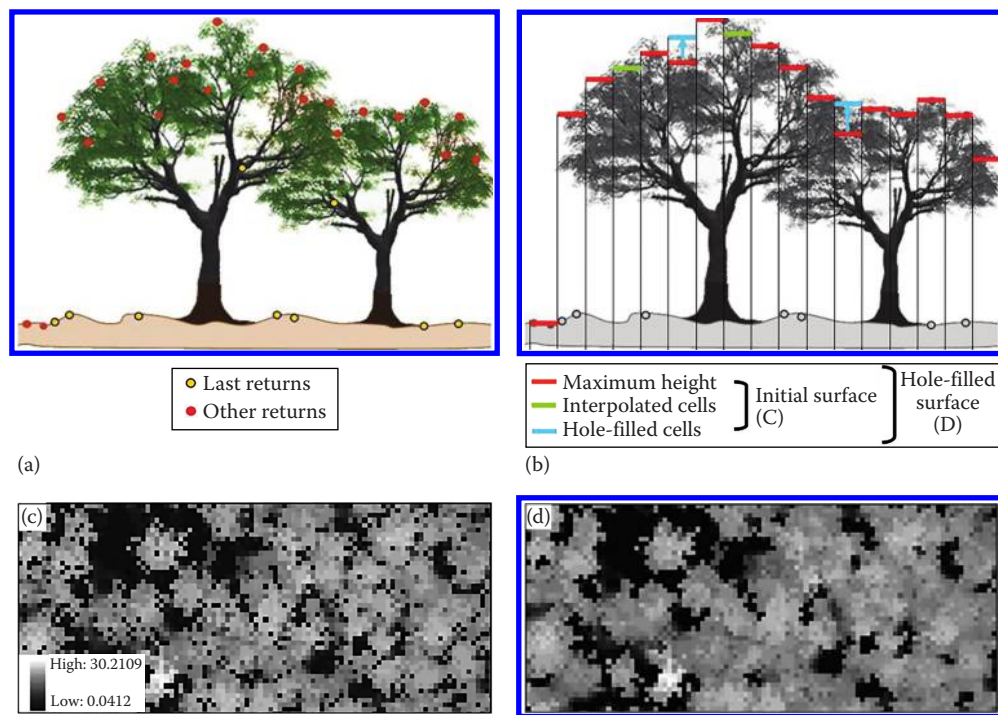 Last returns
Other returns
(a)
Maximum height
Interpolated cells
Hole-filled cells
Initial surface
(C)
Hole-filled
surface
(D)
(b)
(c)
High: 30.2109
Low: 0.0412
(d)